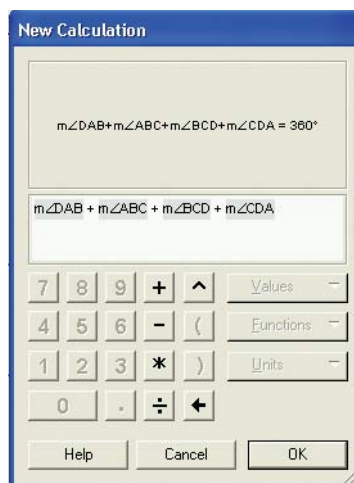 New Calculation
m∠DAB+m∠ABC+m∠BCD+m∠CDA = 360°
m∠DAB + m∠ABC + m∠BCD + m∠CDA
7 8 9 + ^ Values
4 5 6 - ( Functions
1 2 3 * ) Units
0 . ÷
Help Cancel OK